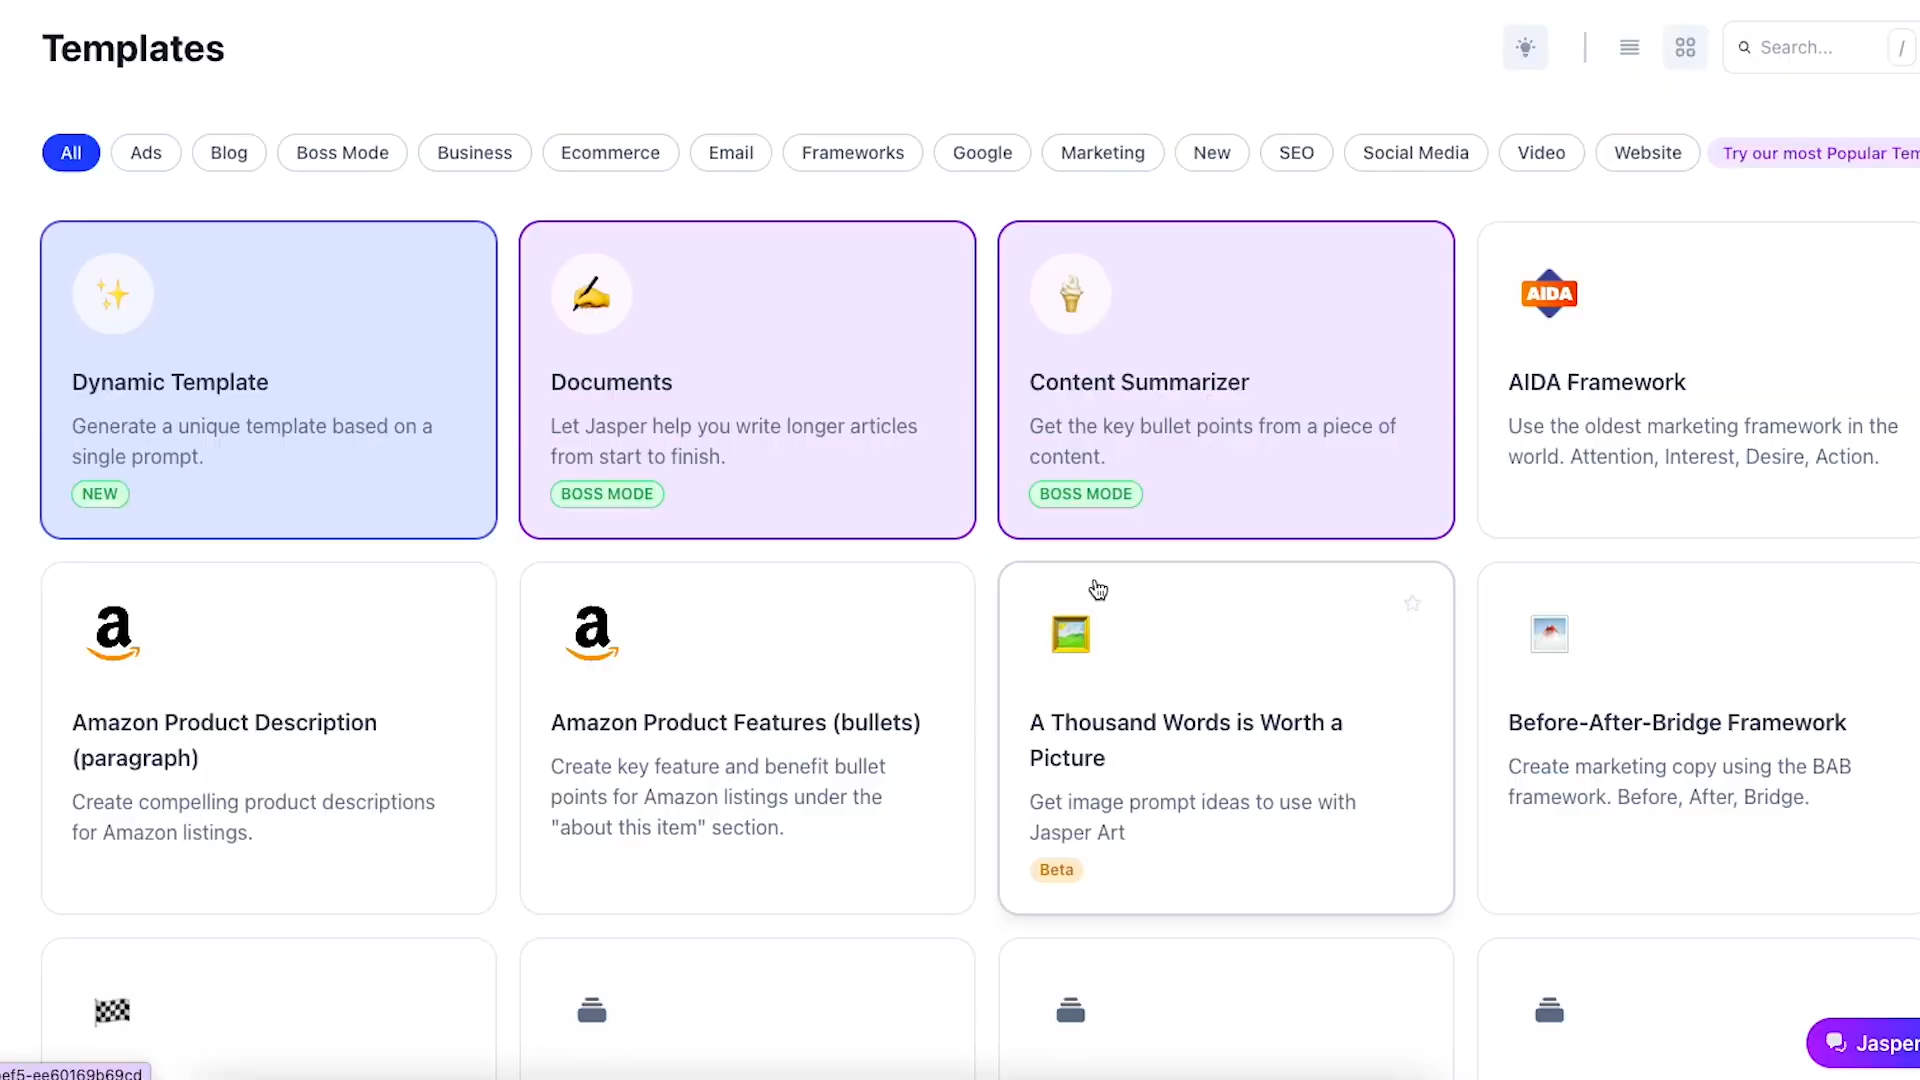 Templates
Search...
/
All
Ads
Blog
Boss Mode
Business
Ecommerce
Email
Frameworks
Google
Marketing
New
SEO
Social Media
Video
Website
Try our most Popular Tem
Dynamic Template
Generate a unique template based on a
single prompt.
NEW
Documents
Let Jasper help you write longer articles
from start to finish.
BOSS MODE
Content Summarizer
Get the key bullet points from a piece of
content.
BOSS MODE
AIDA
AIDA Framework
Use the oldest marketing framework in the
world. Attention, Interest, Desire, Action.
a
Amazon Product Description
(paragraph)
Create compelling product descriptions
for Amazon listings.
a
Amazon Product Features (bullets)
Create key feature and benefit bullet
points for Amazon listings under the
"about this item" section.
A Thousand Words is Worth a
Picture
Get image prompt ideas to use with
Jasper Art
Beta
Before-After-Bridge Framework
Create marketing copy using the BAB
framework. Before, After, Bridge.
Jasper
ef5-ee60169b69cd